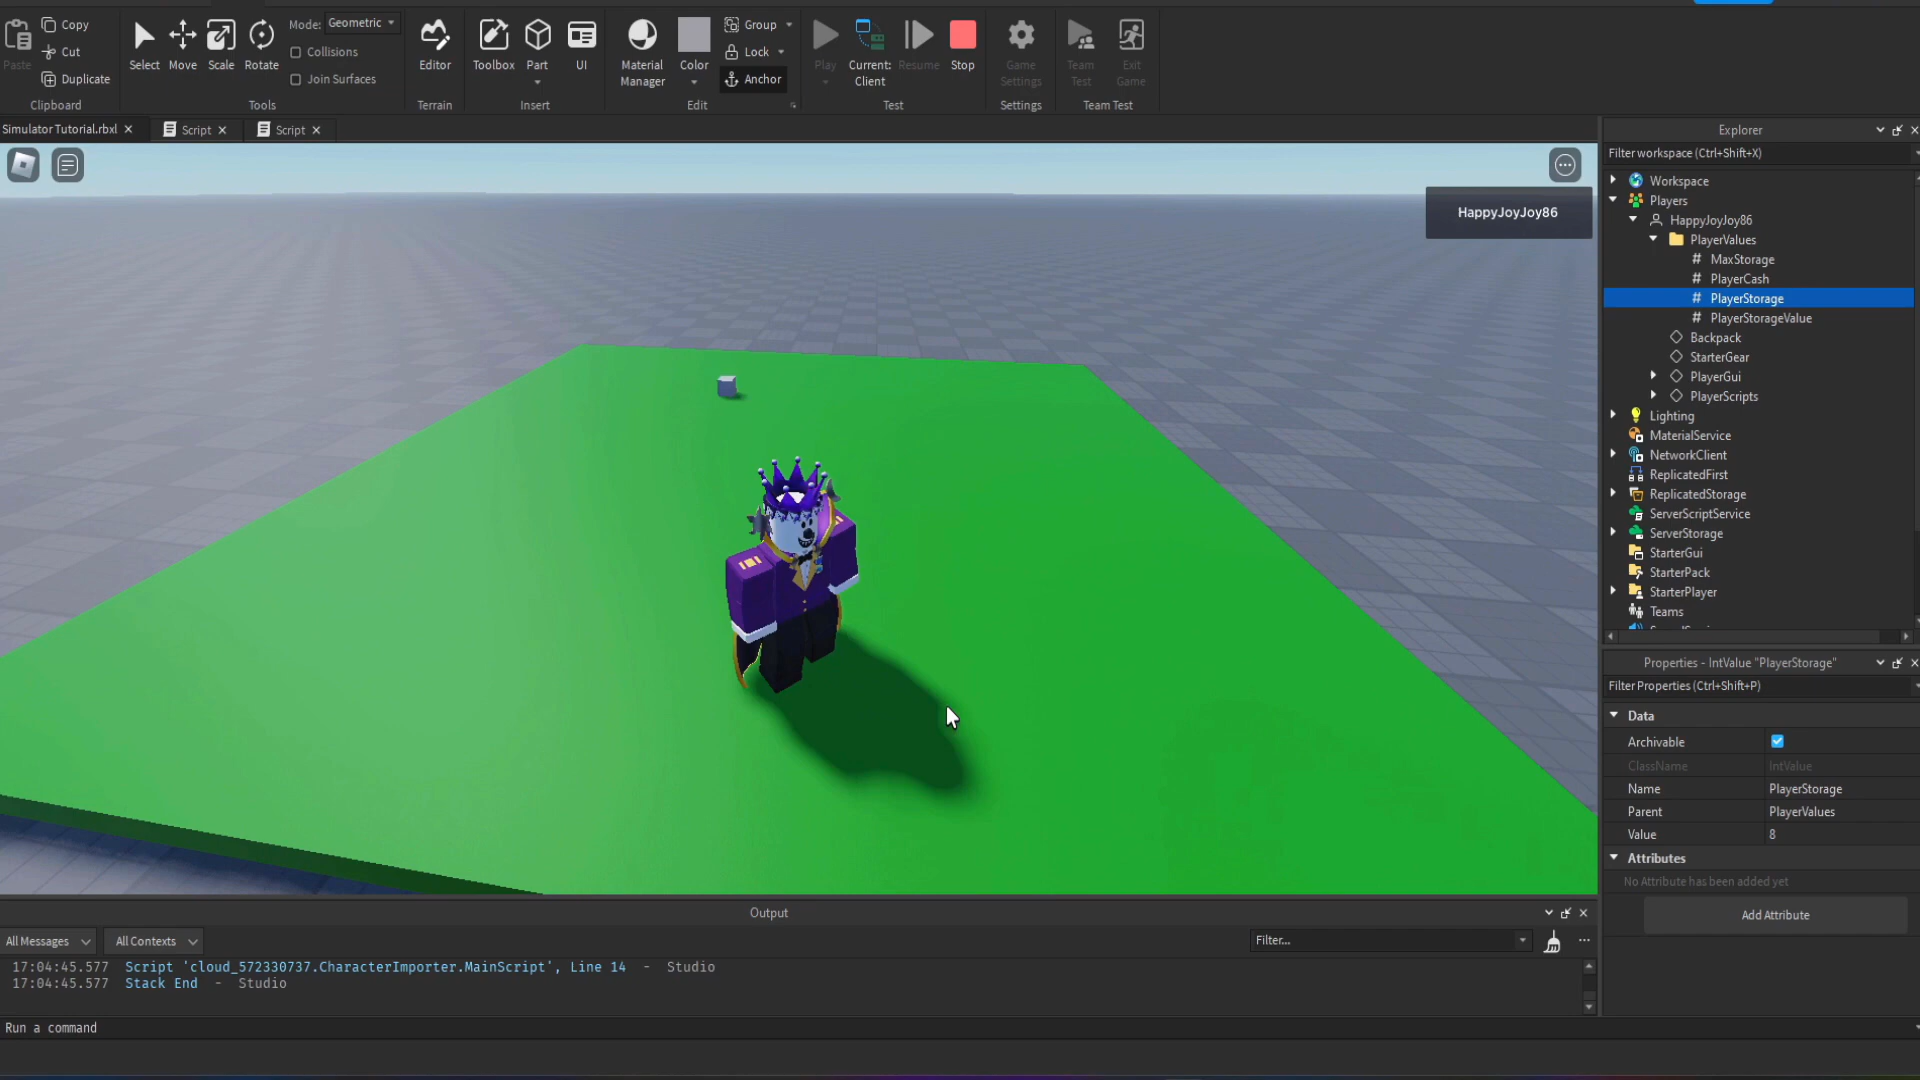 Paste
Copy
Cut
Duplicate
Clipboard
Select
Move
Scale
Rotate
Mode: Geometric
Collisions
Join Surfaces
Tools
Editor
Terrain
Toolbox
Part
UI
Insert
Material
Manager
Color
Group
Lock
Anchor
Edit
Play
Current:
Client
Resume
Stop
Test
Game
Settings
Settings
Team
Test
Exit
Game
Team Test
Simulator Tutorial.rbxl
Script
Script
HappyJoyJoy86
Explorer
Filter workspace (Ctrl+Shift+X)
Workspace
Players
HappyJoyJoy86
PlayerValues
# MaxStorage
# PlayerCash
# PlayerStorage
# PlayerStorageValue
Backpack
StarterGear
PlayerGui
PlayerScripts
Lighting
MaterialService
NetworkClient
ReplicatedFirst
ReplicatedStorage
ServerScriptService
ServerStorage
StarterGui
StarterPack
StarterPlayer
Teams
Properties - IntValue "PlayerStorage"
Filter Properties (Ctrl+Shift+P)
Data
Archivable
ClassName IntValue
Name PlayerStorage
Parent PlayerValues
Value 8
Attributes
No Attribute has been added yet
Add Attribute
Output
All Messages
All Contexts
Filter...
17:04:45.577 Script 'cloud_572330737.CharacterImporter.MainScript', Line 14 - Studio
17:04:45.577 Stack End - Studio
Run a command